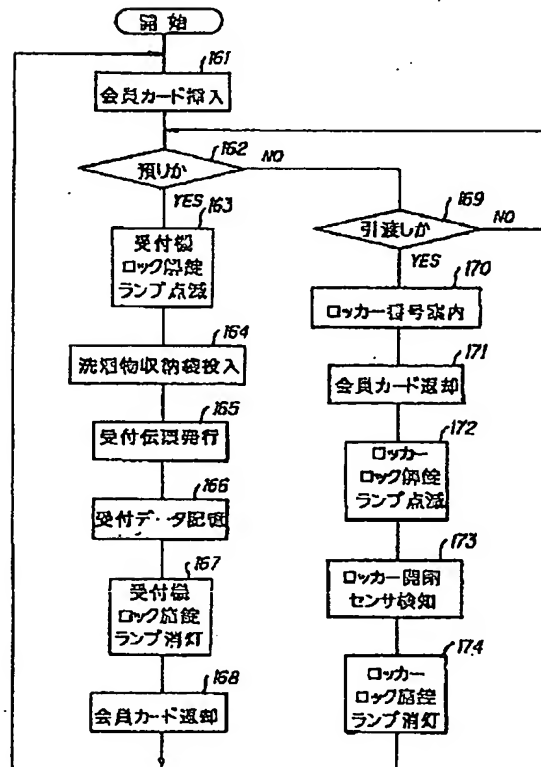 開始
161
会員カード挿入
162
預りか
NO
YES
163
受付機
ロック解錠
ランプ点滅
164
洗濯物収納袋投入
165
受付伝票発行
166
受付データ記憶
167
受付機
ロック施錠
ランプ消灯
168
会員カード返却
169
引渡しか
NO
YES
170
ロッカー番号案内
171
会員カード返却
172
ロッカー
ロック解錠
ランプ点滅
173
ロッカー開閉
センサ検知
174
ロッカー
ロック施錠
ランプ消灯